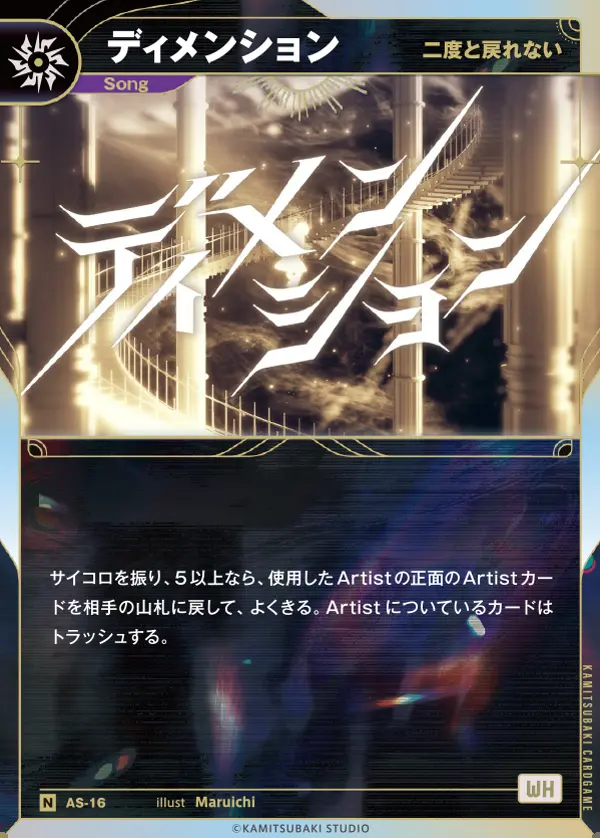 ディメンション
二度と戻れない
Song
ディメンション
サイコロを振り、5以上なら、使用したArtistの正面のArtistカー
ドを相手の山札に戻して、よくきる。Artistについているカードは
トラッシュする。
KAMITSUBAKI CARDGAME
WH
N AS-16 illust Maruichi
©KAMITSUBAKI STUDIO